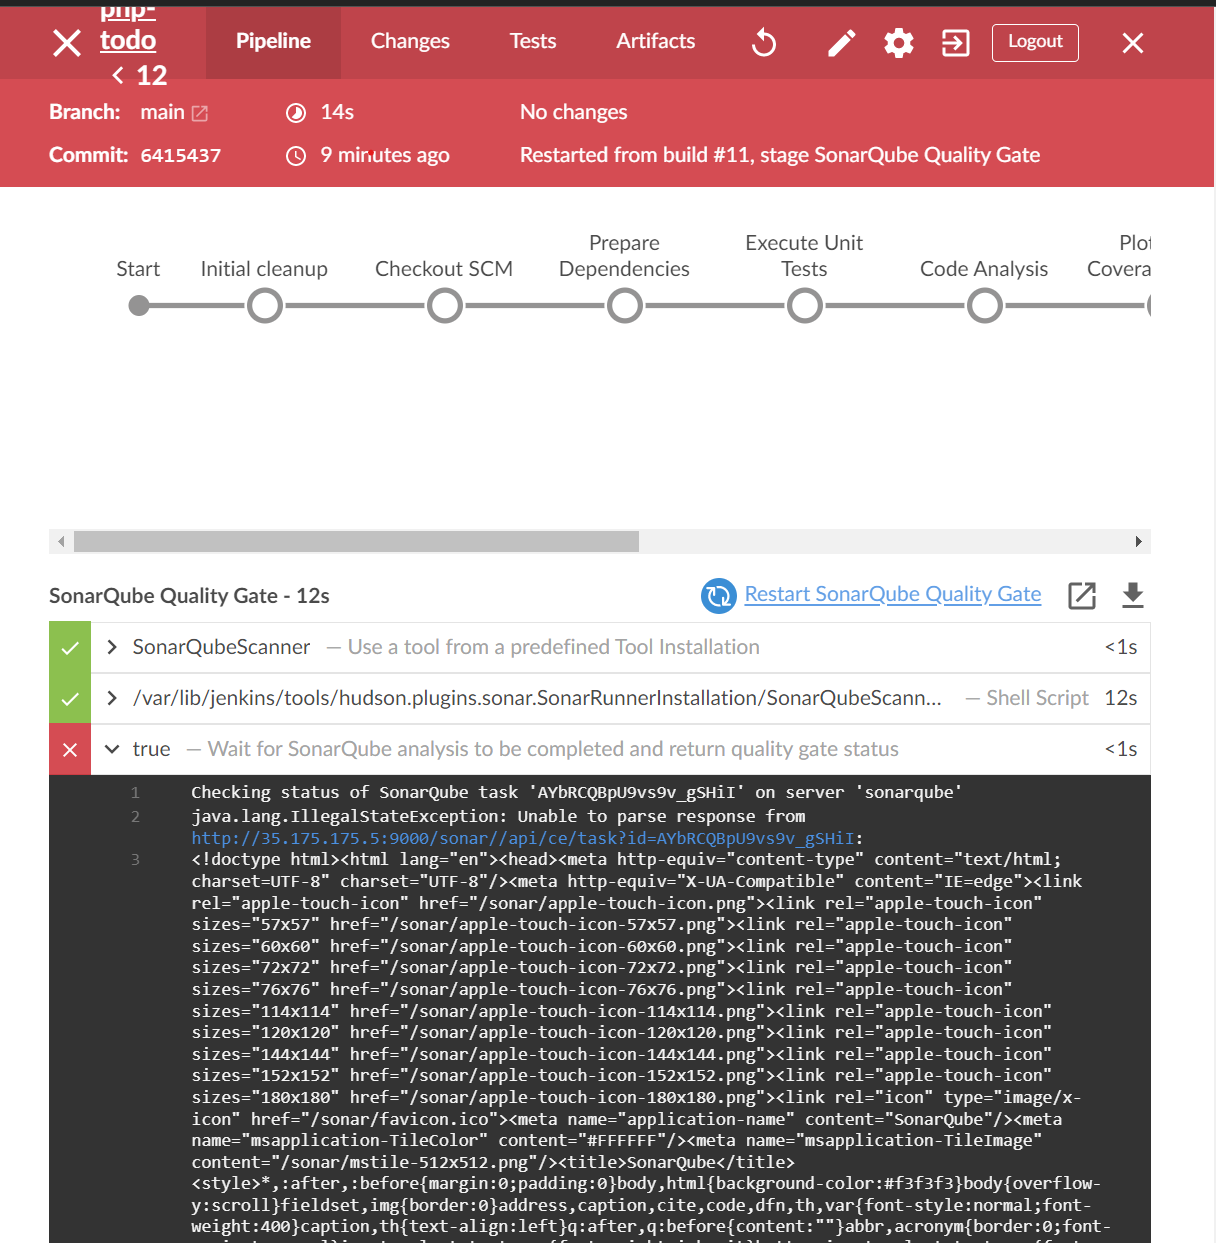 php-
todo
12
Pipeline
Changes
Tests
Artifacts
Logout
Branch: main
14s
No changes
Commit: 6415437
9 minutes ago
Restarted from build #11, stage SonarQube Quality Gate
Start
Initial cleanup
Checkout SCM
Prepare
Dependencies
Execute Unit
Tests
Code Analysis
Plot
Covera
SonarQube Quality Gate - 12s
Restart SonarQube Quality Gate
SonarQubeScanner — Use a tool from a predefined Tool Installation <1s
/var/lib/jenkins/tools/hudson.plugins.sonar.SonarRunnerInstallation/SonarQubeScann... — Shell Script 12s
true — Wait for SonarQube analysis to be completed and return quality gate status <1s
1 Checking status of SonarQube task 'AYbRCQBpU9vs9v_gSHiI' on server 'sonarqube'
2 java.lang.IllegalStateException: Unable to parse response from
http://35.175.175.5:9000/sonar//api/ce/task?id=AYbRCQBpU9vs9v_gSHiI:
3 <!doctype html><html lang="en"><head><meta http-equiv="content-type" content="text/html;
charset=UTF-8" charset="UTF-8"/><meta http-equiv="X-UA-Compatible" content="IE=edge"><link
rel="apple-touch-icon" href="/sonar/apple-touch-icon.png"><link rel="apple-touch-icon"
sizes="57x57" href="/sonar/apple-touch-icon-57x57.png"><link rel="apple-touch-icon"
sizes="60x60" href="/sonar/apple-touch-icon-60x60.png"><link rel="apple-touch-icon"
sizes="72x72" href="/sonar/apple-touch-icon-72x72.png"><link rel="apple-touch-icon"
sizes="76x76" href="/sonar/apple-touch-icon-76x76.png"><link rel="apple-touch-icon"
sizes="114x114" href="/sonar/apple-touch-icon-114x114.png"><link rel="apple-touch-icon"
sizes="120x120" href="/sonar/apple-touch-icon-120x120.png"><link rel="apple-touch-icon"
sizes="144x144" href="/sonar/apple-touch-icon-144x144.png"><link rel="apple-touch-icon"
sizes="152x152" href="/sonar/apple-touch-icon-152x152.png"><link rel="apple-touch-icon"
sizes="180x180" href="/sonar/apple-touch-icon-180x180.png"><link rel="icon" type="image/x-
icon" href="/sonar/favicon.ico"><meta name="application-name" content="SonarQube"/><meta
name="msapplication-TileColor" content="#FFFFFF"/><meta name="msapplication-TileImage"
content="/sonar/mstile-512x512.png"/><title>SonarQube</title>
<style>*,:after,:before{margin:0;padding:0}body,html{background-color:#f3f3f3}body{overflow-
y:scroll}fieldset,img{border:0}address,caption,cite,code,dfn,th,var{font-style:normal;font-
weight:400}caption,th{text-align:left}q:after,q:before{content:""}abbr,acronym{border:0;font-